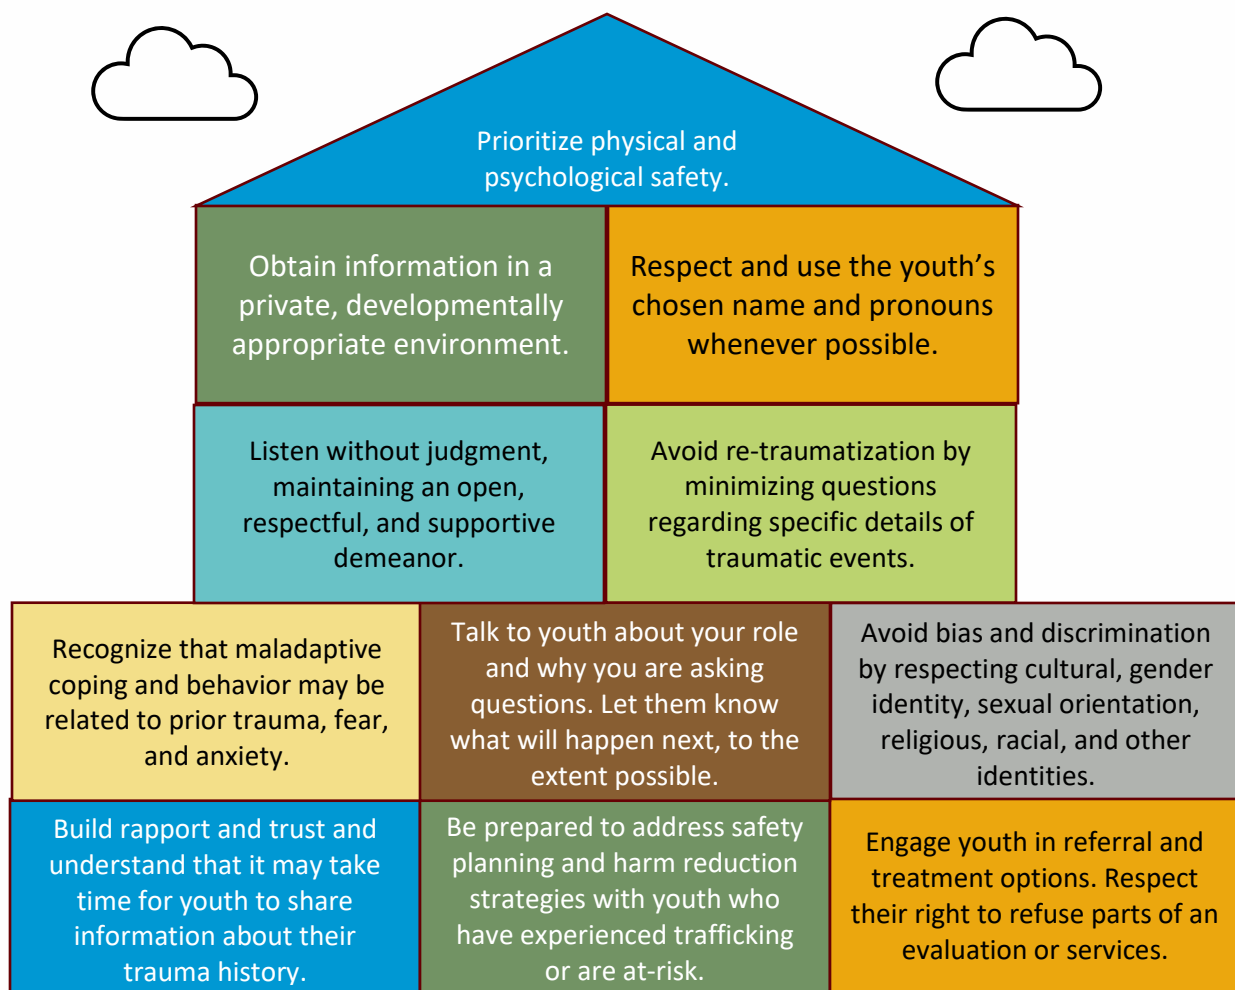 Prioritize physical and
psychological safety.
Obtain information in a
private, developmentally
appropriate environment.
Respect and use the youth’s
chosen name and pronouns
whenever possible.
Listen without judgment,
maintaining an open,
respectful, and supportive
demeanor.
Avoid re-traumatization by
minimizing questions
regarding specific details of
traumatic events.
Recognize that maladaptive
coping and behavior may be
related to prior trauma, fear,
and anxiety.
Talk to youth about your role
and why you are asking
questions. Let them know
what will happen next, to the
extent possible.
Avoid bias and discrimination
by respecting cultural, gender
identity, sexual orientation,
religious, racial, and other
identities.
Build rapport and trust and
understand that it may take
time for youth to share
information about their
trauma history.
Be prepared to address safety
planning and harm reduction
strategies with youth who
have experienced trafficking
or are at-risk.
Engage youth in referral and
treatment options. Respect
their right to refuse parts of an
evaluation or services.